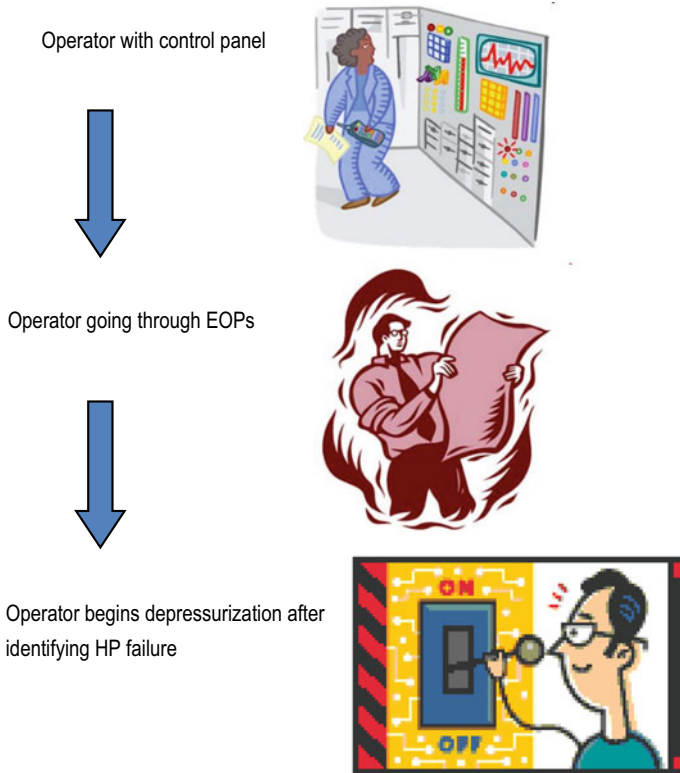 Operator with control panel
Operator going through EOPs
Operator begins depressurization after
identifying HP failure
ON
OFF